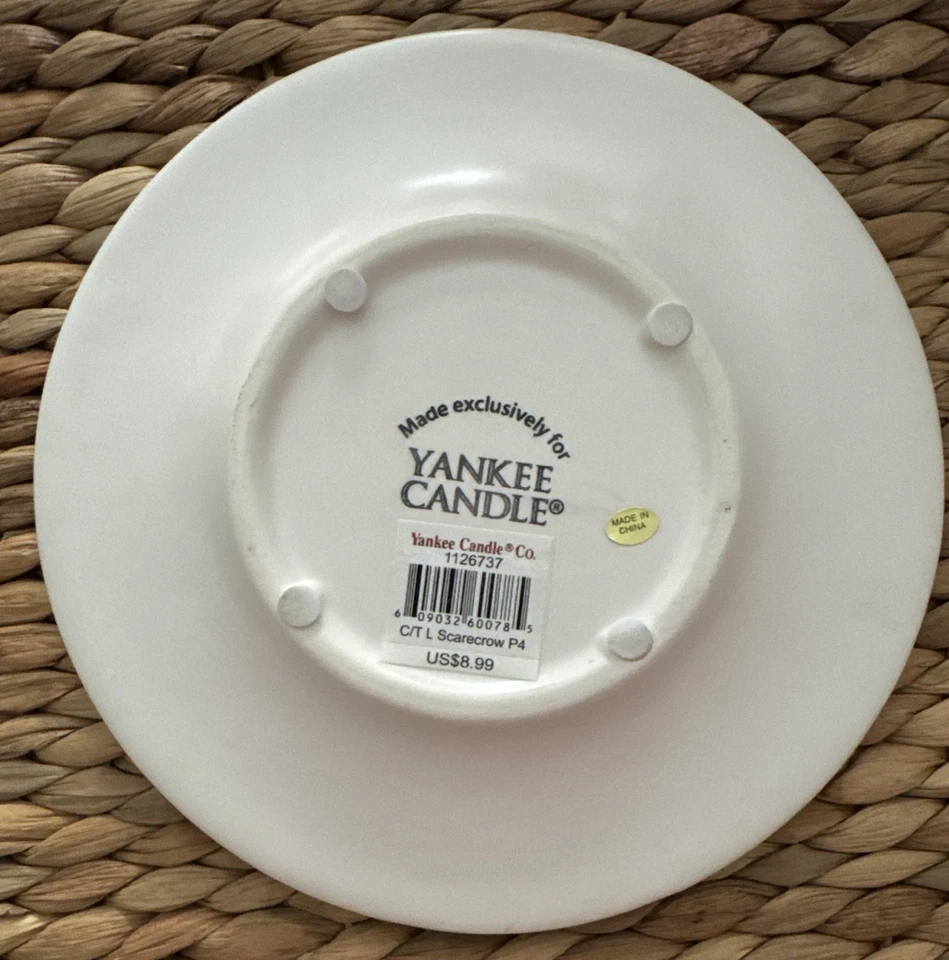 Made exclusively for
YANKEE
CANDLE®
MADE IN
CHINA
Yankee Candle® Co.
1126737
6 09032 60078 5
C/T L Scarecrow P4
US$8.99